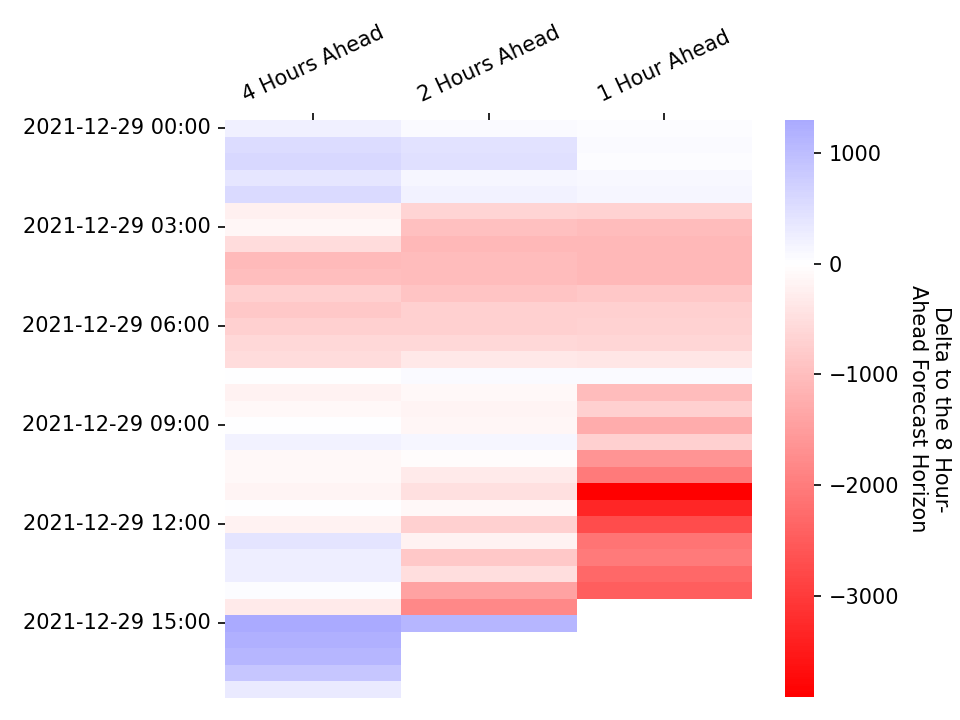 4 Hours Ahead
2 Hours Ahead
1 Hour Ahead
2021-12-29 00:00
2021-12-29 03:00
2021-12-29 06:00
2021-12-29 09:00
2021-12-29 12:00
2021-12-29 15:00
1000
0
−1000
−2000
−3000
Delta to the 8 Hour-
Ahead Forecast Horizon